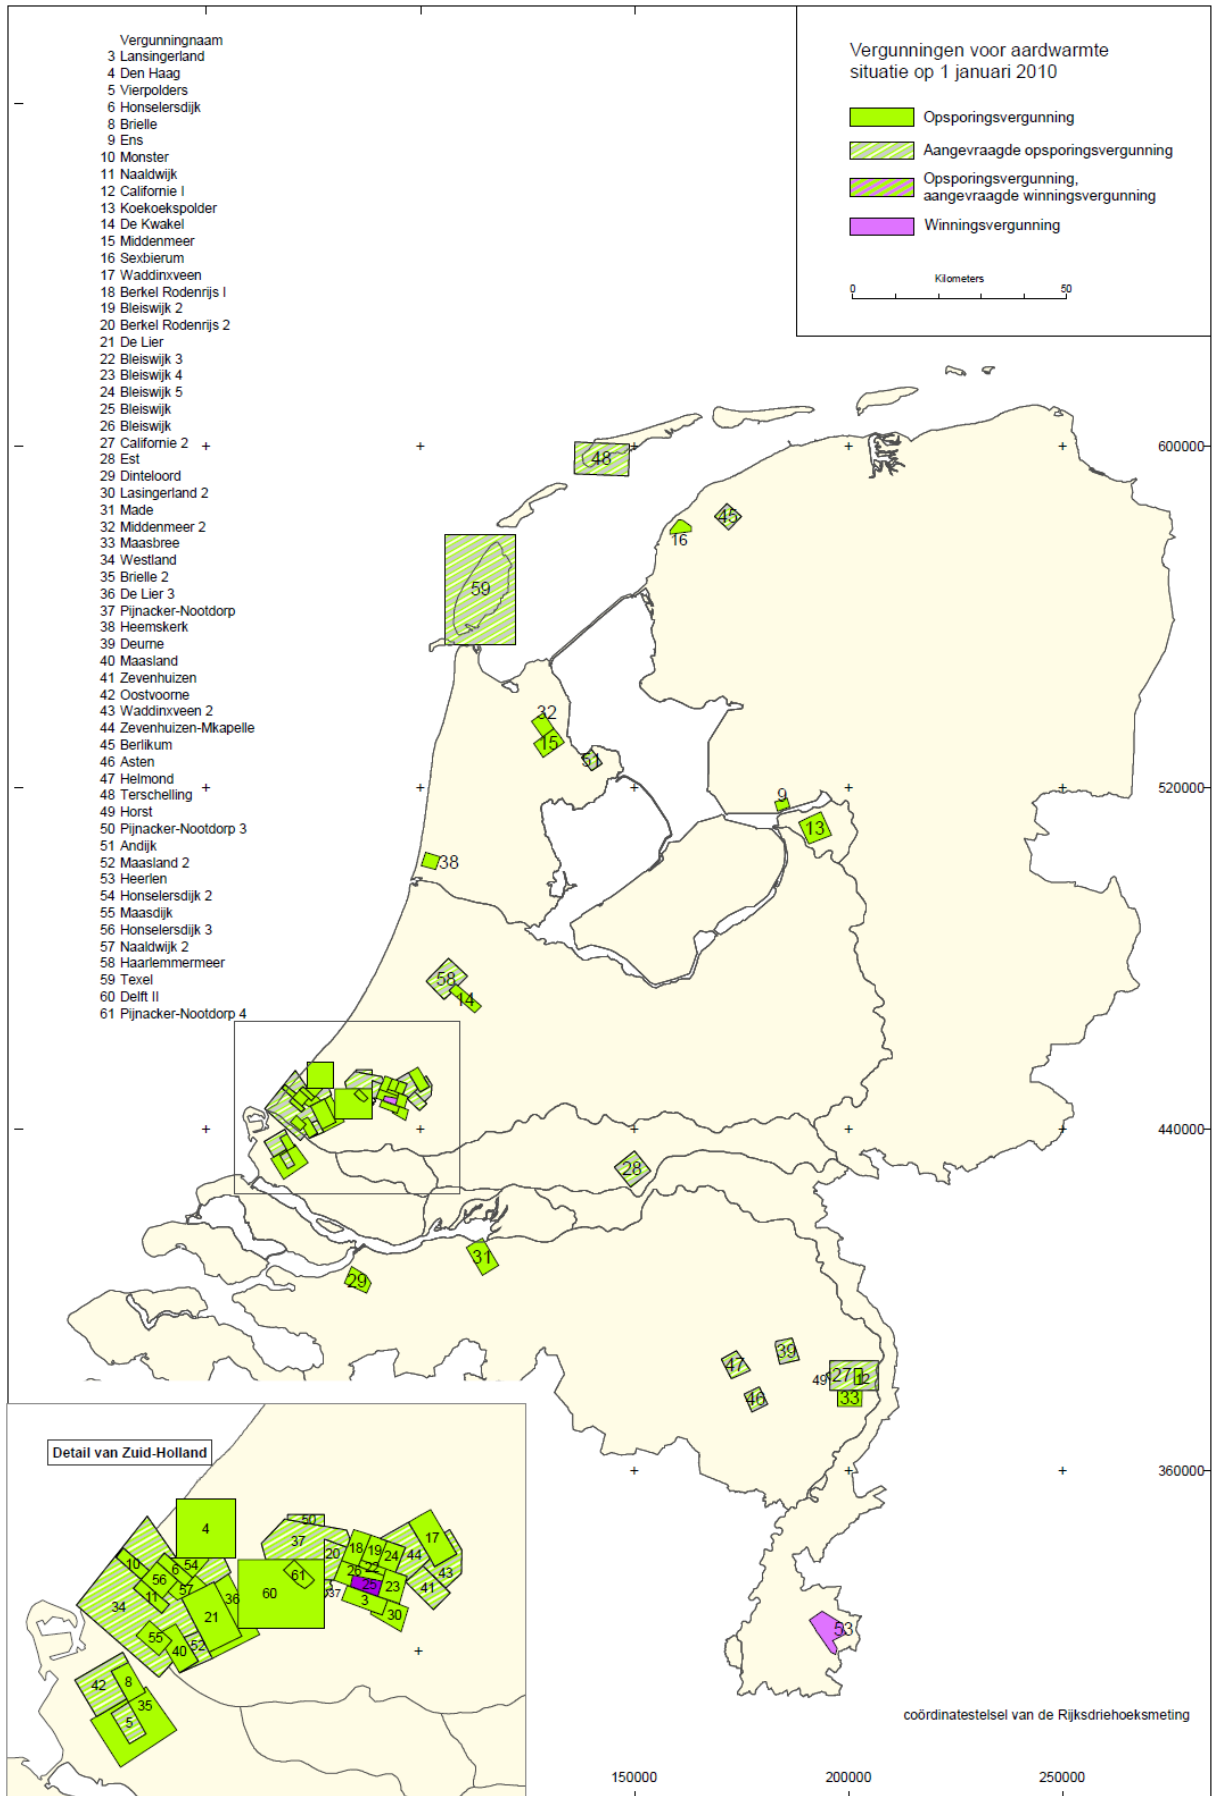 Vergunningnaam
3 Lansingerland
4 Den Haag
5 Vierpolders
6 Honselersdijk
8 Brielle
9 Ens
10 Monster
11 Naaldwijk
12 Californie I
13 Koekoekspolder
14 De Kwakel
15 Middenmeer
16 Sexbierum
17 Waddinxveen
18 Berkel Rodenrijs I
19 Bleiswijk 2
20 Berkel Rodenrijs 2
21 De Lier
22 Bleiswijk 3
23 Bleiswijk 4
24 Bleiswijk 5
25 Bleiswijk
26 Bleiswijk
27 Californie 2
28 Est
29 Dinteloord
30 Lasingerland 2
31 Made
32 Middenmeer 2
33 Maasbree
34 Westland
35 Brielle 2
36 De Lier 3
37 Pijnacker-Nootdorp
38 Heemskerk
39 Deurne
40 Maasland
41 Zevenhuizen
42 Oostvoorne
43 Waddinxveen 2
44 Zevenhuizen-Mkapelle
45 Berlikum
46 Asten
47 Helmond
48 Terschelling
49 Horst
50 Pijnacker-Nootdorp 3
51 Andijk
52 Maasland 2
53 Heerlen
54 Honselersdijk 2
55 Maasdijk
56 Honselersdijk 3
57 Naaldwijk 2
58 Haarlemmermeer
59 Texel
60 Delft II
61 Pijnacker-Nootdorp 4
Vergunningen voor aardwarmte
situatie op 1 januari 2010
Opsporingsvergunning
Aangevraagde opsporingsvergunning
Opsporingsvergunning,
aangevraagde winningsvergunning
Winningsvergunning
Kilometers
0 50
600000
48
45
16
59
32
15
51
520000
9
13
38
58
14
440000
28
31
29
39
47
27
49
12
46
33
360000
53
Detail van Zuid-Holland
4
50
37
17
18
19
20
24
44
10
6
54
22
26
43
56
61
25
23
41
57
60
37
11
36
3
34
21
30
55
52
40
42
8
35
5
coördinatestelsel van de Rijksdriehoeksmeting
150000
200000
250000